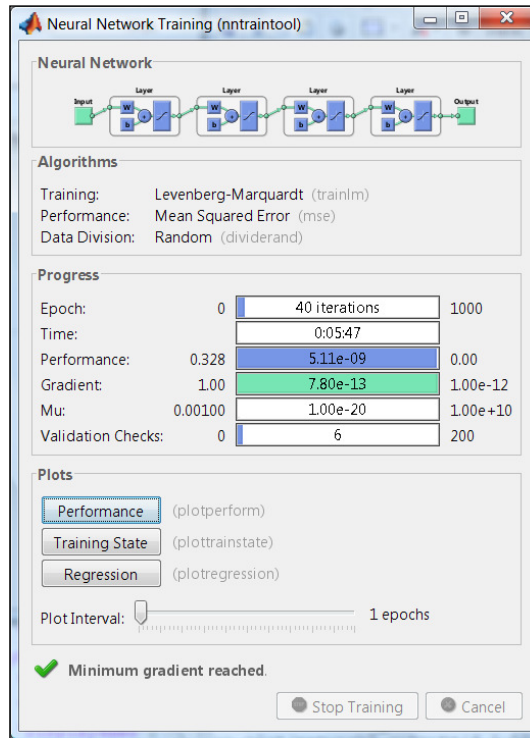 Neural Network Training (nntraintool)
Neural Network
Layer Layer Layer Layer
Input W b W b W b W b Output
Algorithms
Training: Levenberg-Marquardt (trainlm)
Performance: Mean Squared Error (mse)
Data Division: Random (dividerand)
Progress
Epoch: 0 40 iterations 1000
Time: 0:05:47
Performance: 0.328 5.11e-09 0.00
Gradient: 1.00 7.80e-13 1.00e-12
Mu: 0.00100 1.00e-20 1.00e+10
Validation Checks: 0 6 200
Plots
Performance (plotperform)
Training State (plottrainstate)
Regression (plotregression)
Plot Interval: 1 epochs
Minimum gradient reached.
Stop Training Cancel